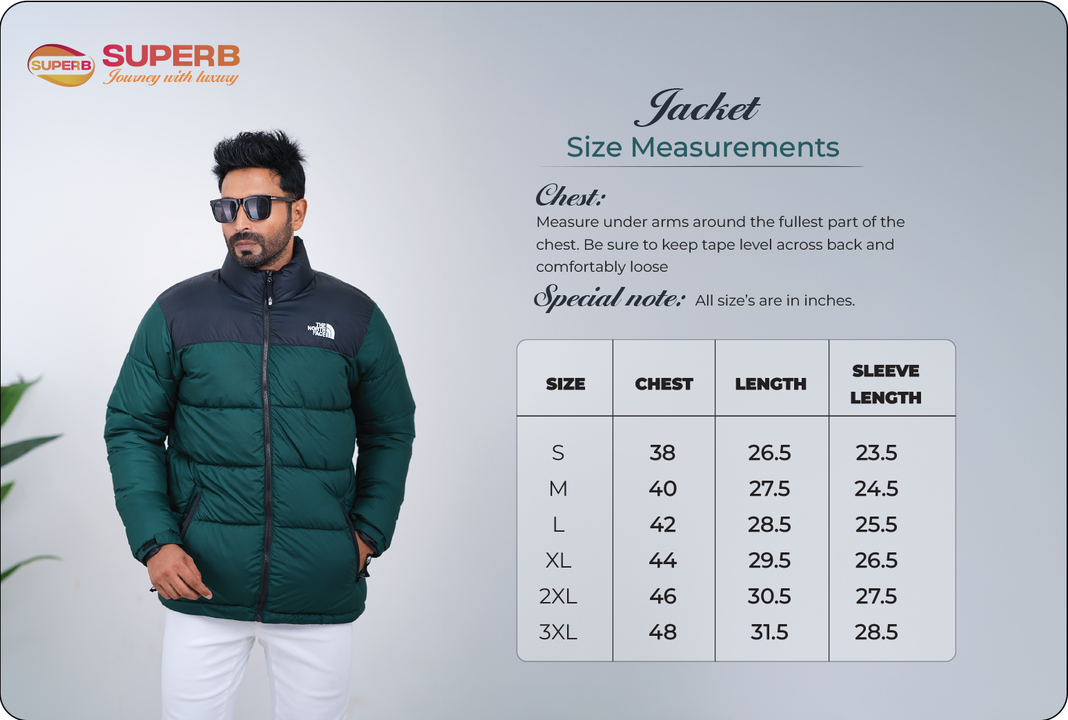 SUPERB
SUPERB
Journey with luxury
Jacket
Size Measurements
Chest:
Measure under arms around the fullest part of the
chest. Be sure to keep tape level across back and
comfortably loose
Special note: All size's are in inches.
SIZE CHEST LENGTH SLEEVE LENGTH
S 38 26.5 23.5
M 40 27.5 24.5
L 42 28.5 25.5
XL 44 29.5 26.5
2XL 46 30.5 27.5
3XL 48 31.5 28.5
THE
NORTH
FACE